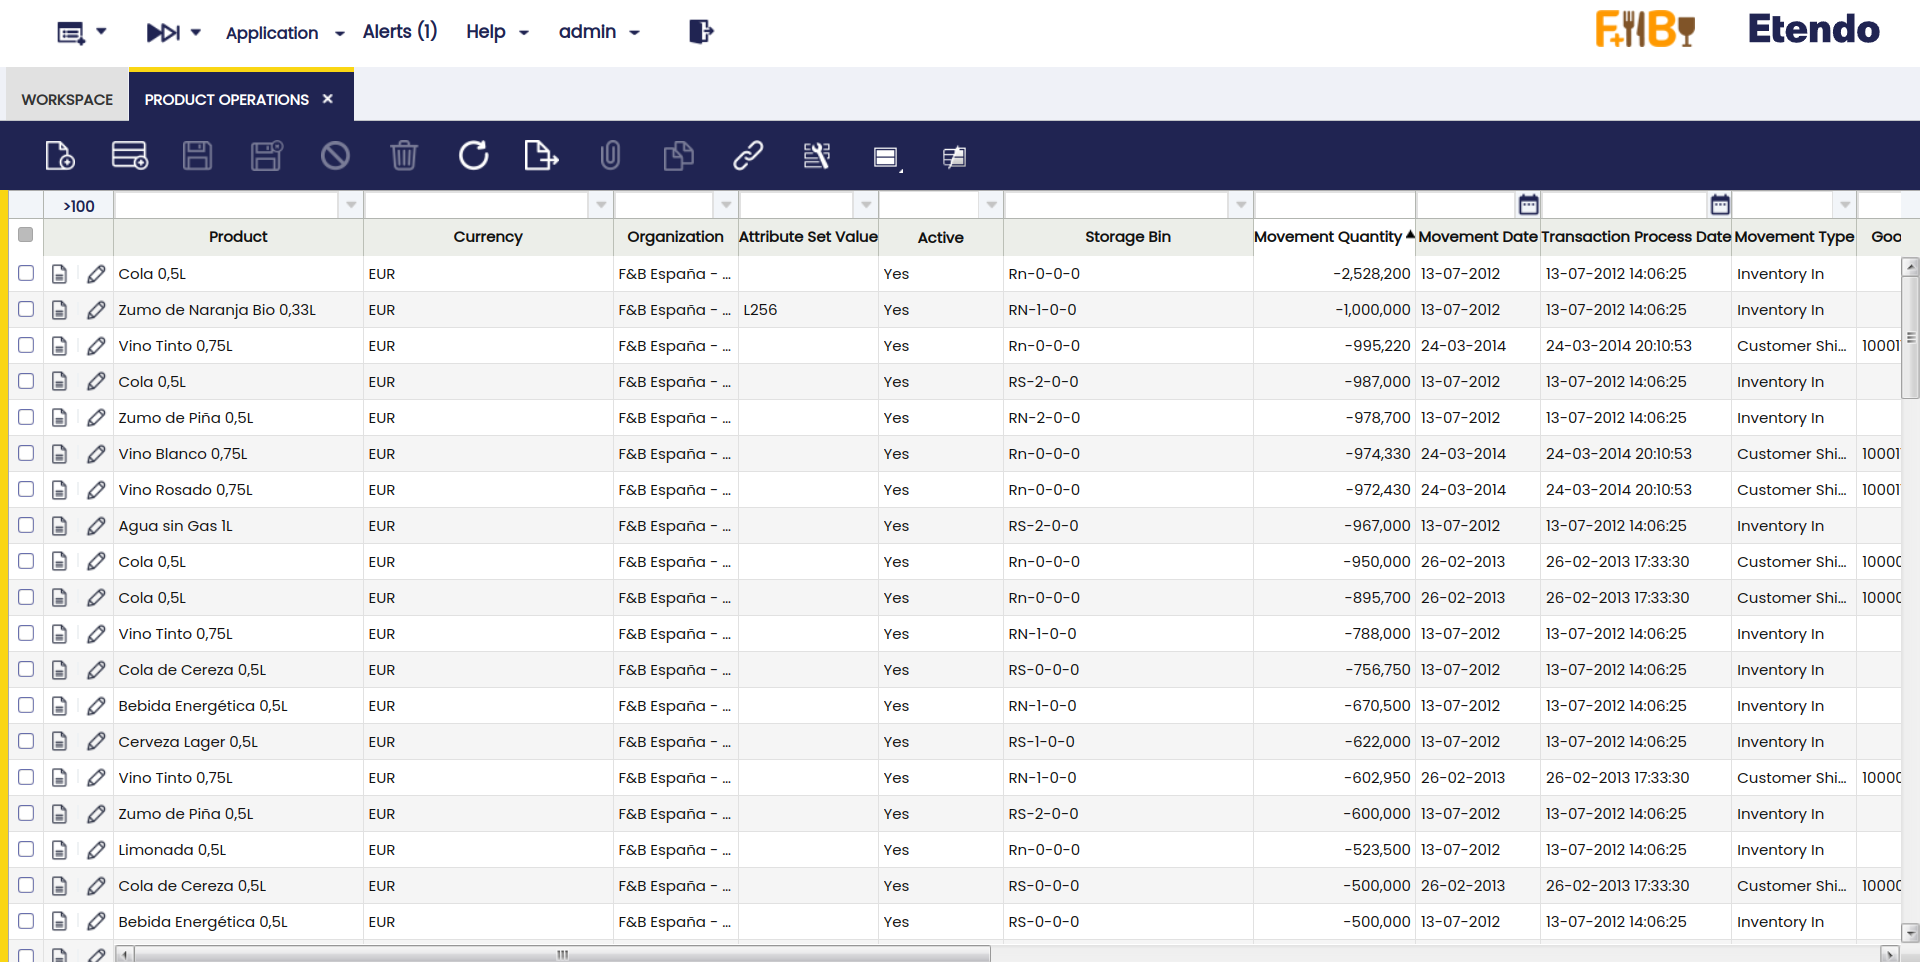 Application Alerts (1) Help admin F+B Etendo
WORKSPACE PRODUCT OPERATIONS ×
>100
Product Currency Organization Attribute Set Value Active Storage Bin Movement Quantity Movement Date Transaction Process Date Movement Type Goo
Cola 0,5L EUR F&B España - ... Yes Rn-0-0-0 -2,528,200 13-07-2012 13-07-2012 14:06:25 Inventory In
Zumo de Naranja Bio 0,33L EUR F&B España - ... L256 Yes RN-1-0-0 -1,000,000 13-07-2012 13-07-2012 14:06:25 Inventory In
Vino Tinto 0,75L EUR F&B España - ... Yes Rn-0-0-0 -995,220 24-03-2014 24-03-2014 20:10:53 Customer Shi... 10001
Cola 0,5L EUR F&B España - ... Yes RS-2-0-0 -987,000 13-07-2012 13-07-2012 14:06:25 Inventory In
Zumo de Piña 0,5L EUR F&B España - ... Yes RN-2-0-0 -978,700 13-07-2012 13-07-2012 14:06:25 Inventory In
Vino Blanco 0,75L EUR F&B España - ... Yes Rn-0-0-0 -974,330 24-03-2014 24-03-2014 20:10:53 Customer Shi... 10001
Vino Rosado 0,75L EUR F&B España - ... Yes Rn-0-0-0 -972,430 24-03-2014 24-03-2014 20:10:53 Customer Shi... 10001
Agua sin Gas 1L EUR F&B España - ... Yes RS-2-0-0 -967,000 13-07-2012 13-07-2012 14:06:25 Inventory In
Cola 0,5L EUR F&B España - ... Yes Rn-0-0-0 -950,000 26-02-2013 26-02-2013 17:33:30 Customer Shi... 10000
Cola 0,5L EUR F&B España - ... Yes Rn-0-0-0 -895,700 26-02-2013 26-02-2013 17:33:30 Customer Shi... 10000
Vino Tinto 0,75L EUR F&B España - ... Yes RN-1-0-0 -788,000 13-07-2012 13-07-2012 14:06:25 Inventory In
Cola de Cereza 0,5L EUR F&B España - ... Yes RS-0-0-0 -756,750 13-07-2012 13-07-2012 14:06:25 Inventory In
Bebida Energética 0,5L EUR F&B España - ... Yes RN-1-0-0 -670,500 13-07-2012 13-07-2012 14:06:25 Inventory In
Cerveza Lager 0,5L EUR F&B España - ... Yes RS-1-0-0 -622,000 13-07-2012 13-07-2012 14:06:25 Inventory In
Vino Tinto 0,75L EUR F&B España - ... Yes RN-1-0-0 -602,950 26-02-2013 26-02-2013 17:33:30 Customer Shi... 10000
Zumo de Piña 0,5L EUR F&B España - ... Yes RS-2-0-0 -600,000 13-07-2012 13-07-2012 14:06:25 Inventory In
Limonada 0,5L EUR F&B España - ... Yes Rn-0-0-0 -523,500 13-07-2012 13-07-2012 14:06:25 Inventory In
Cola de Cereza 0,5L EUR F&B España - ... Yes RS-0-0-0 -500,000 26-02-2013 26-02-2013 17:33:30 Customer Shi... 10000
Bebida Energética 0,5L EUR F&B España - ... Yes RS-0-0-0 -500,000 13-07-2012 13-07-2012 14:06:25 Inventory In